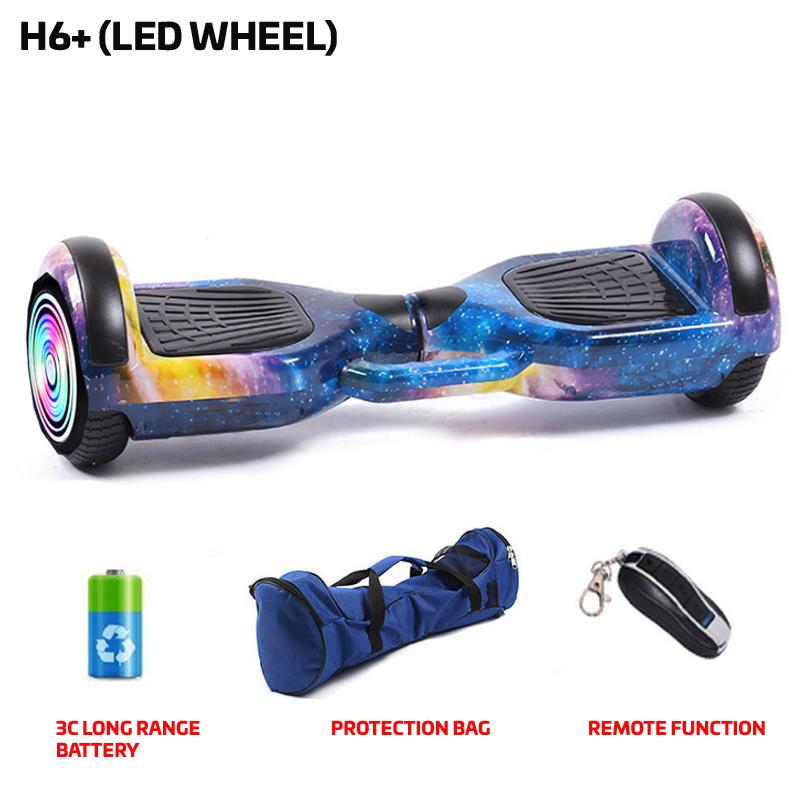 H6+ (LED WHEEL)
3C LONG RANGE
BATTERY
PROTECTION BAG
REMOTE FUNCTION